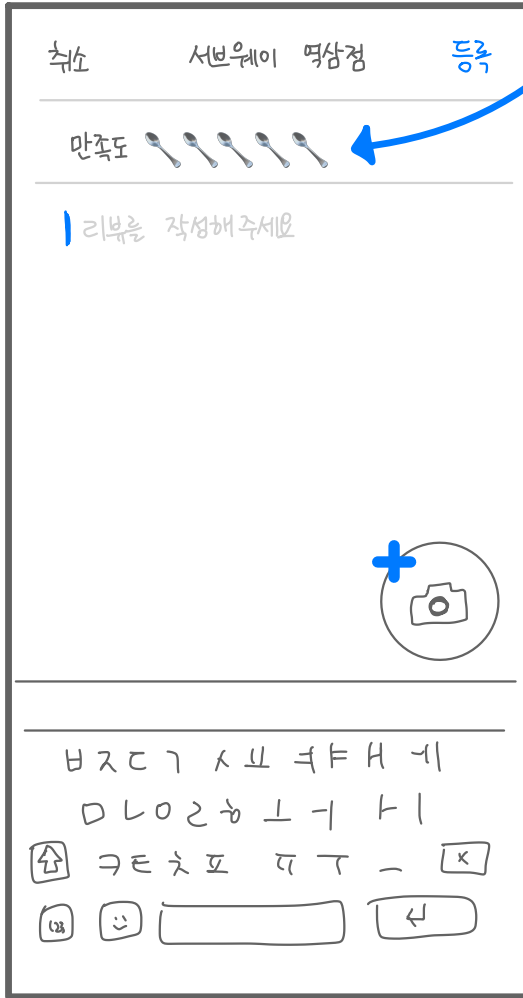 취소 서브웨이 역삼점 등록
만족도
리뷰를 작성해주세요
ㅂㅈㄷㄱㅅㅛㅕㅑㅐㅔ
ㅁㄴㅇㄹㅎㅗㅓㅏㅣ
ㅋㅌㅊㅍㅠㅜㅡ x
123